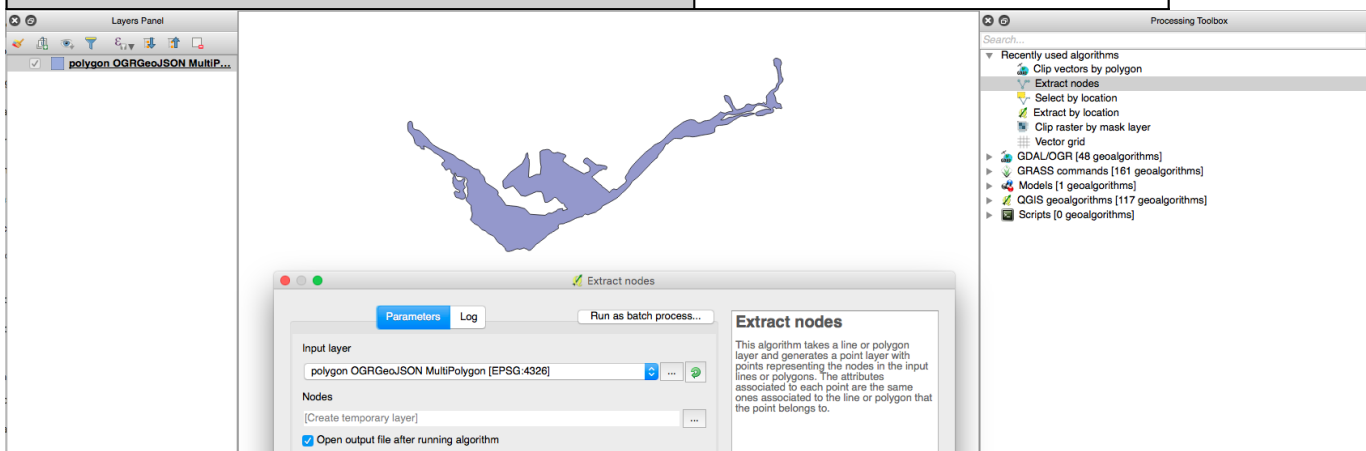 Layers Panel
polygon OGRGeoJSON MultiP...
Processing Toolbox
Search...
Recently used algorithms
Clip vectors by polygon
Extract nodes
Select by location
Extract by location
Clip raster by mask layer
Vector grid
GDAL/OGR [48 geoalgorithms]
GRASS commands [161 geoalgorithms]
Models [1 geoalgorithms]
QGIS geoalgorithms [117 geoalgorithms]
Scripts [0 geoalgorithms]
Extract nodes
Parameters
Log
Run as batch process...
Input layer
polygon OGRGeoJSON MultiPolygon [EPSG:4326]
...
Nodes
[Create temporary layer]
...
Open output file after running algorithm
Extract nodes
This algorithm takes a line or polygon
layer and generates a point layer with
points representing the nodes in the input
lines or polygons. The attributes
associated to each point are the same
ones associated to the line or polygon that
the point belongs to.